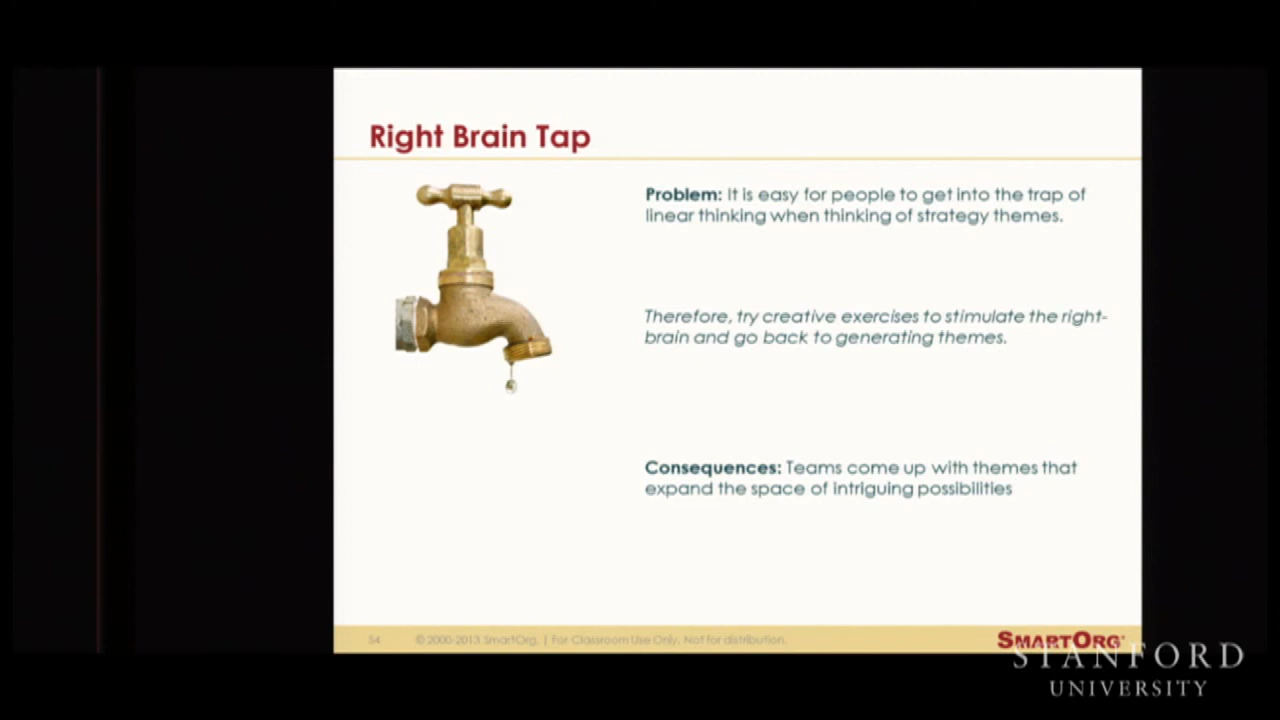 Right Brain Tap
Problem: It is easy for people to get into the trap of
linear thinking when thinking of strategy themes.
Therefore, try creative exercises to stimulate the right-
brain and go back to generating themes.
Consequences: Teams come up with themes that
expand the space of intriguing possibilities
54 © 2000-2013 SmartOrg. | For Classroom Use Only. Not for distribution.
SMARTORG
STANFORD
UNIVERSITY